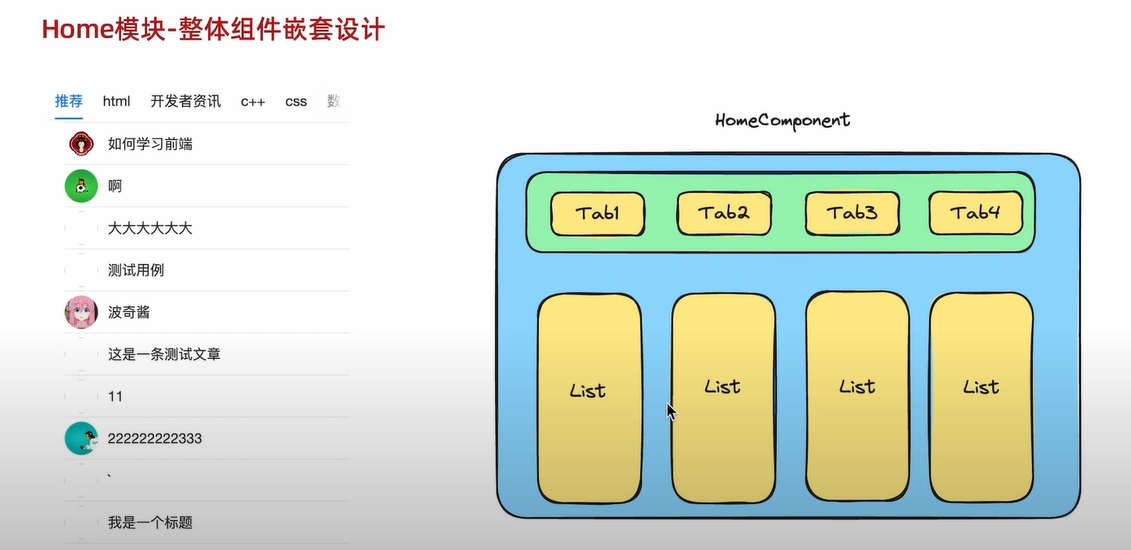 Home模块-整体组件嵌套设计
推荐 html 开发者资讯 c++ css 数
如何学习前端
啊
大大大大大大
测试用例
波奇酱
这是一条测试文章
11
222222222333
`
我是一个标题
HomeComponent
Tab1 Tab2 Tab3 Tab4
List List List List